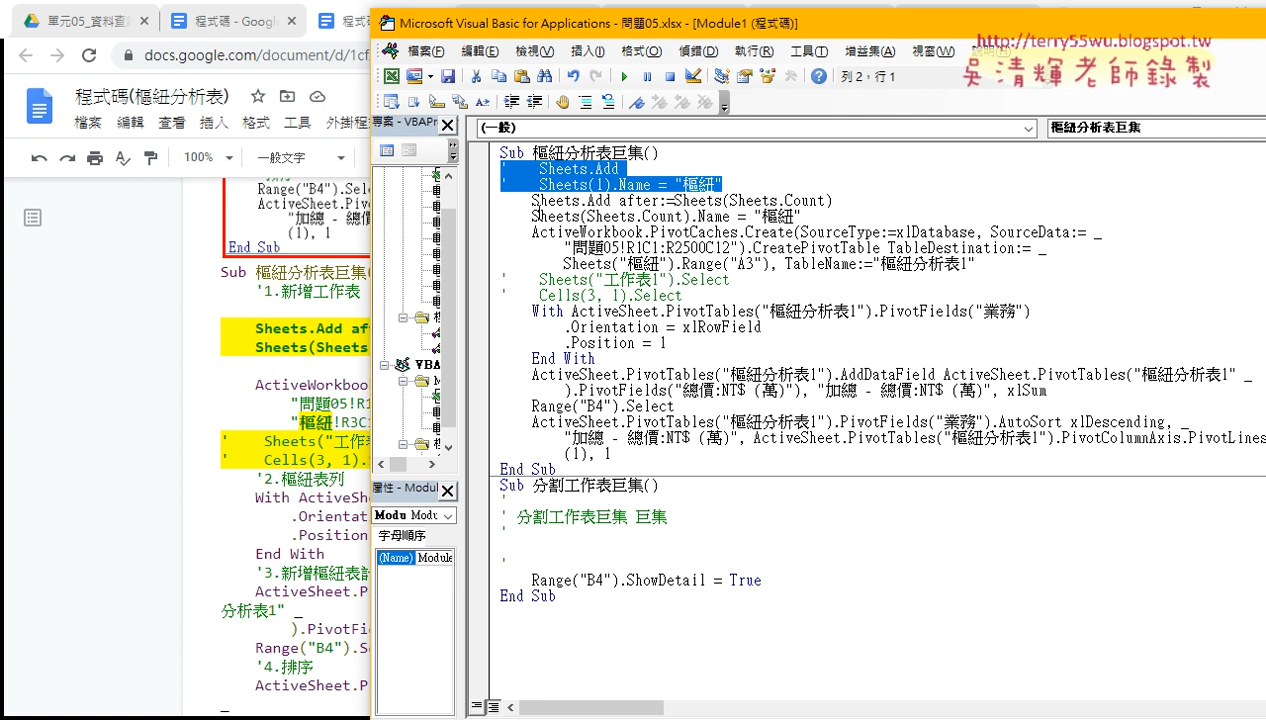 單元05_資料查
程式碼 - Goog
程式
docs.google.com/document/d/1cf
程式碼(樞紐分析表)
檔案 編輯 查看 插入 格式 工具 外掛程
100% 一般文字
Range("B4").Sel
ActiveSheet.Pi
"加總 - 總價
(1), 1
End Sub
Sub 樞紐分析表巨集(
'1.新增工作表
Sheets.Add af
Sheets(Sheets
ActiveWorkboo
"問題05!R1
"樞紐!R3C
' Sheets("工作
' Cells(3, 1).
'2.樞紐表列
With ActiveShe
.Orientat
.Position
End With
'3.新增樞紐表
ActiveSheet.P
分析表1" _
).PivotFi
Range("B4").S
'4.排序
ActiveSheet.P
Microsoft Visual Basic for Applications - 問題05.xlsx - [Module1 (程式碼)]
檔案(F) 編輯(E) 檢視(V) 插入(I) 格式(O) 偵錯(D) 執行(R) 工具(T) 增益集(A) 視窗(W)
http://terry55wu.blogspot.tw
吳清輝老師錄製
列 2，行 1
專案 - VBAPr
(一般)
樞紐分析表巨集
VBA
屬性 - Modul
Modu Modu
字母順序
(Name) Module
Sub 樞紐分析表巨集()
' Sheets.Add
' Sheets(1).Name = "樞紐"
Sheets.Add after:=Sheets(Sheets.Count)
Sheets(Sheets.Count).Name = "樞紐"
ActiveWorkbook.PivotCaches.Create(SourceType:=xlDatabase, SourceData:= _
"問題05!R1C1:R2500C12").CreatePivotTable TableDestination:= _
Sheets("樞紐").Range("A3"), TableName:="樞紐分析表1"
' Sheets("工作表1").Select
' Cells(3, 1).Select
With ActiveSheet.PivotTables("樞紐分析表1").PivotFields("業務")
.Orientation = xlRowField
.Position = 1
End With
ActiveSheet.PivotTables("樞紐分析表1").AddDataField ActiveSheet.PivotTables("樞紐分析表1" _
).PivotFields("總價:NT$ (萬)"), "加總 - 總價:NT$ (萬)", xlSum
Range("B4").Select
ActiveSheet.PivotTables("樞紐分析表1").PivotFields("業務").AutoSort xlDescending, _
"加總 - 總價:NT$ (萬)", ActiveSheet.PivotTables("樞紐分析表1").PivotColumnAxis.PivotLines
(1), 1
End Sub
Sub 分割工作表巨集()
'
' 分割工作表巨集 巨集
'
'
Range("B4").ShowDetail = True
End Sub